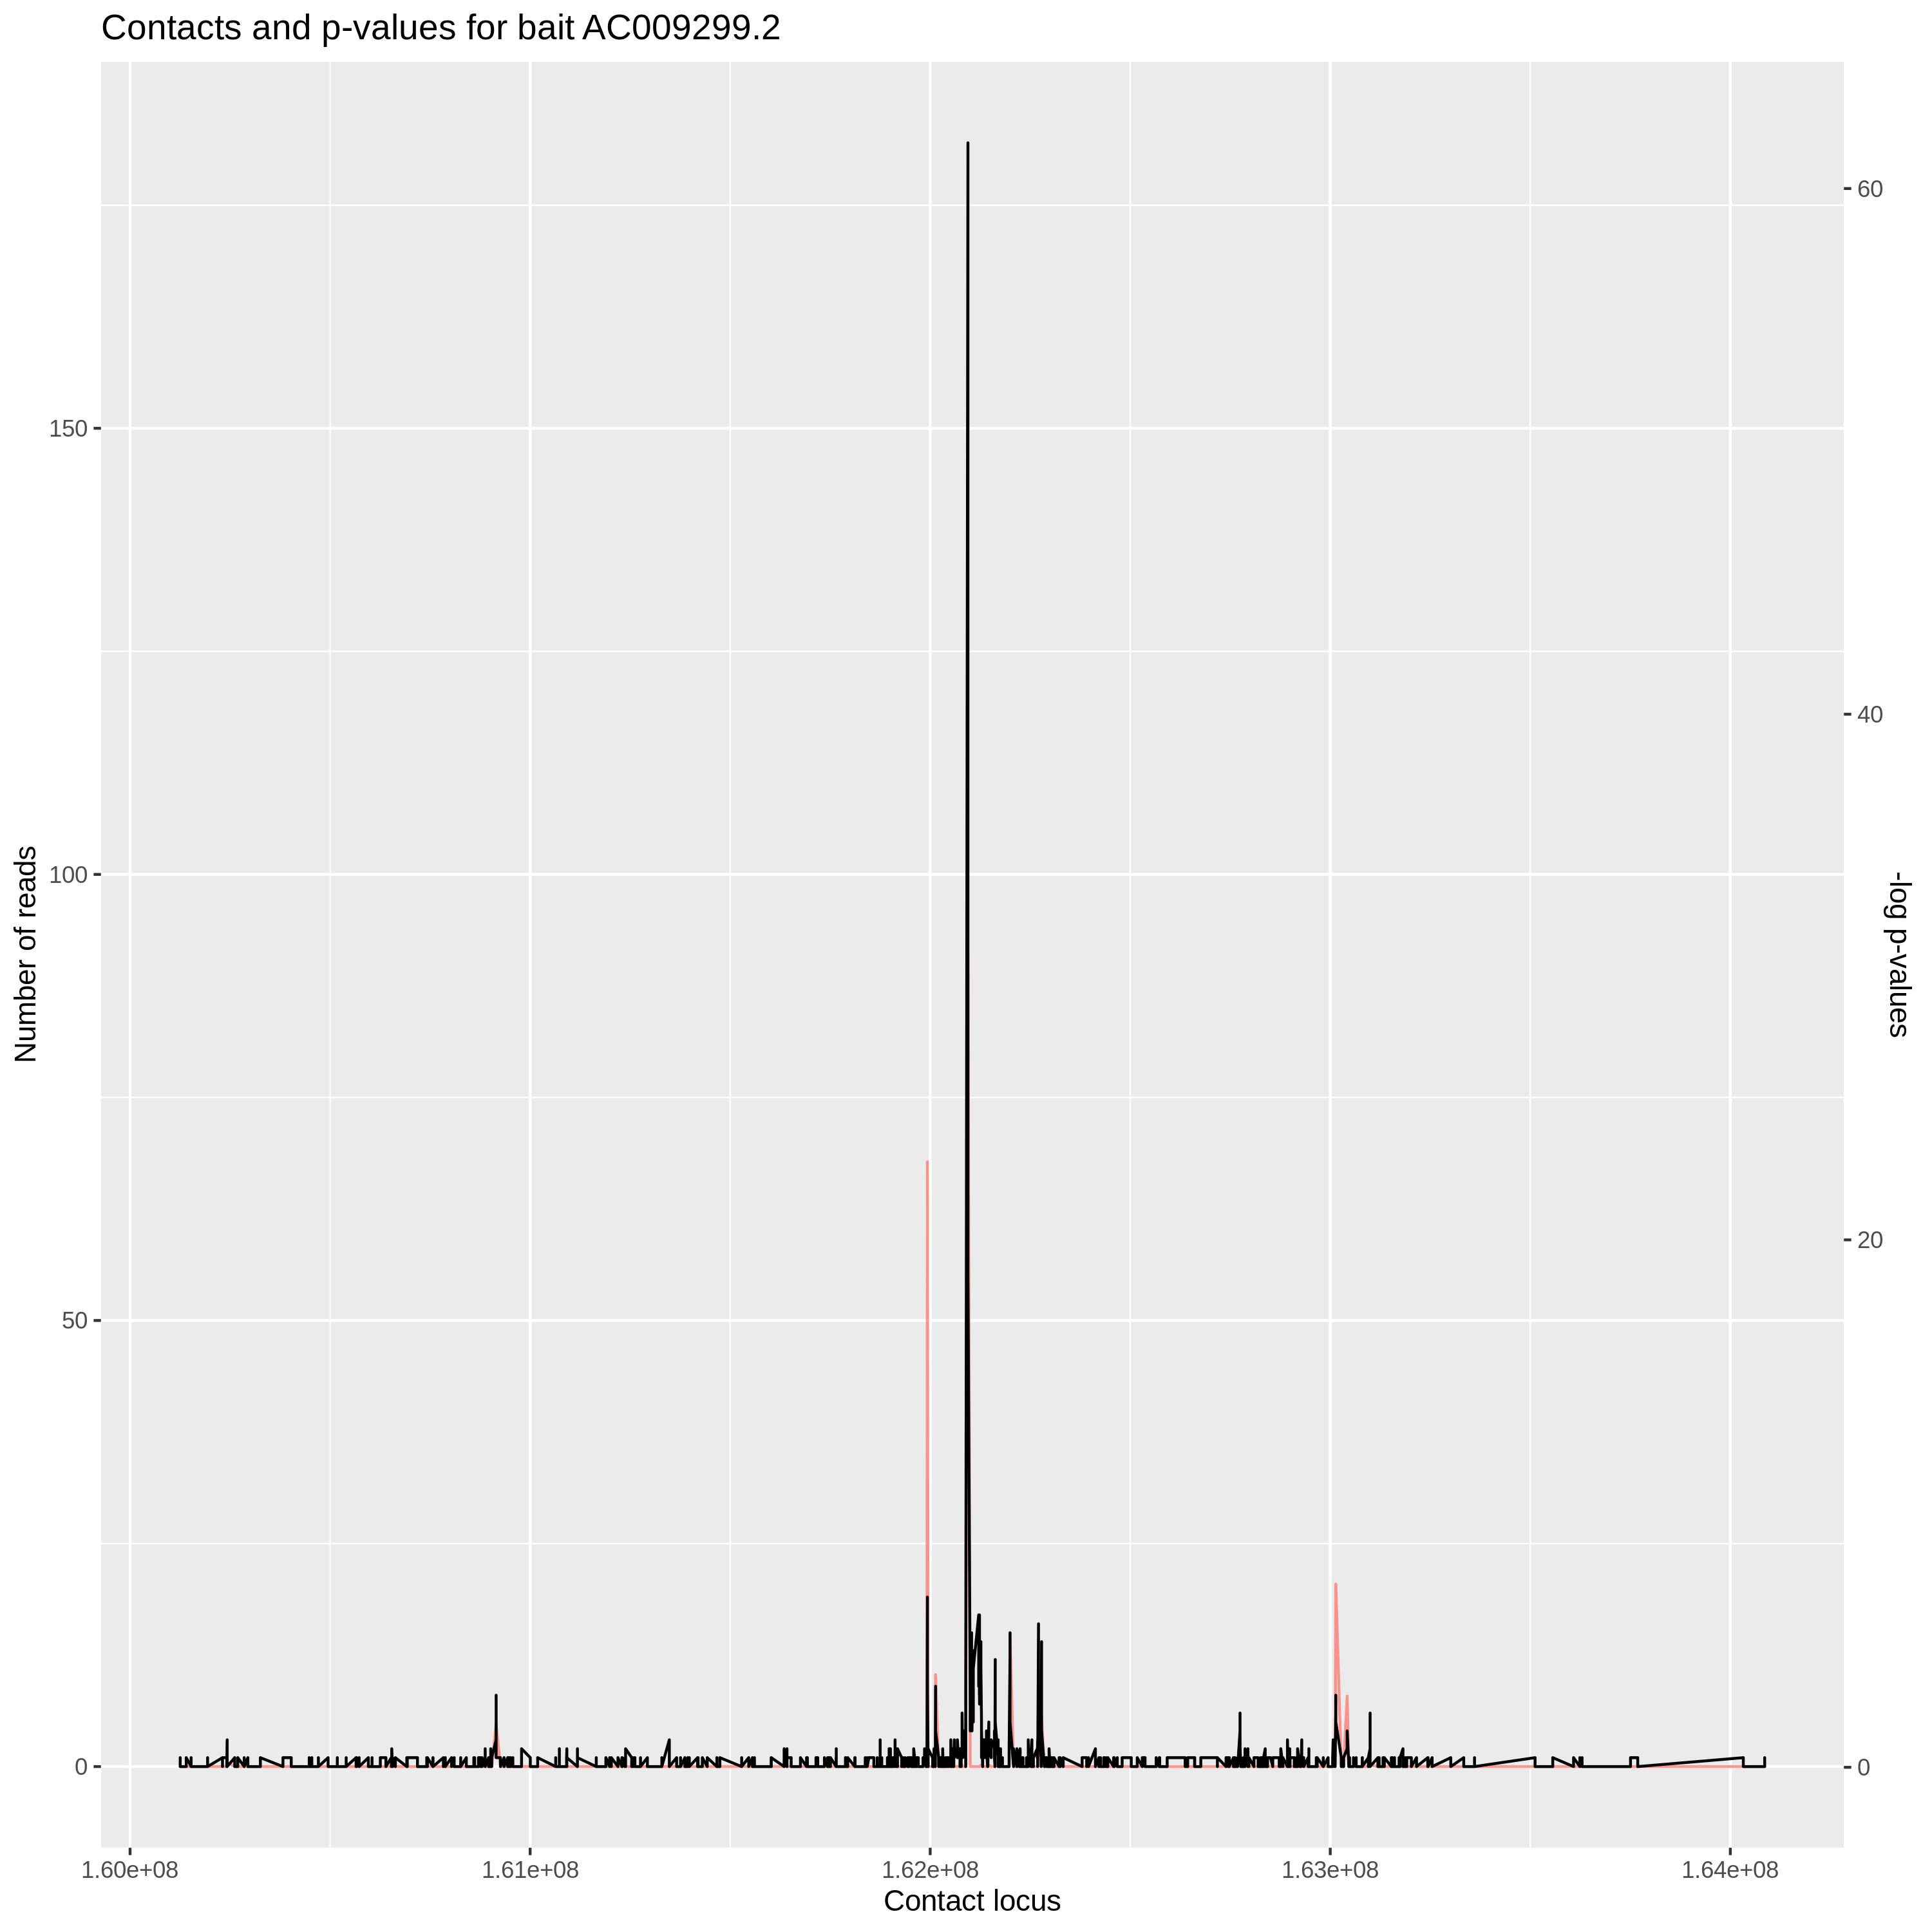 Contacts and p-values for bait AC009299.2
Number of reads
150
100
50
0
60
40
20
0
-log p-values
1.60e+08 1.61e+08 1.62e+08 1.63e+08 1.64e+08
Contact locus